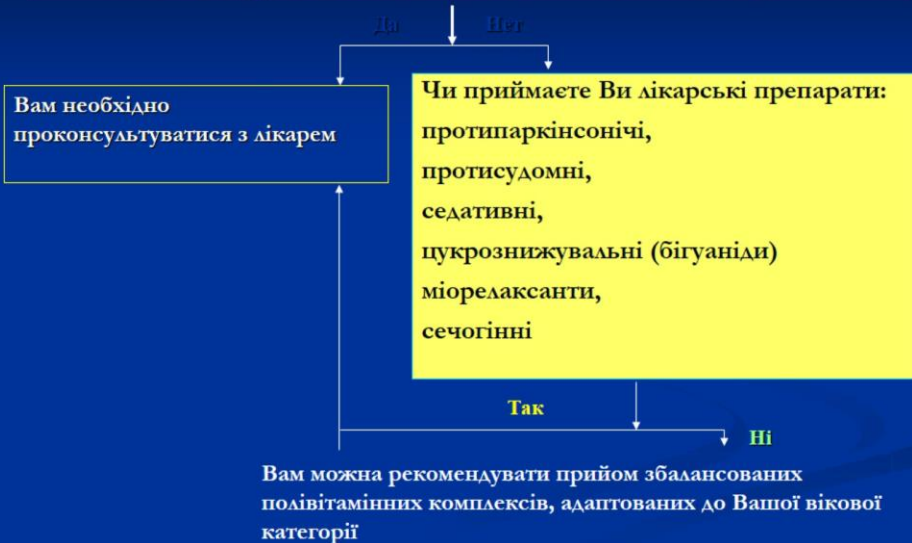 Да Нет
Вам необхідно
проконсультуватися з лікарем
Чи приймаєте Ви лікарські препарати:
протипаркінсонічі,
протисудомні,
седативні,
цукрознижувальні (бігуаніди)
міорелаксанти,
сечогінні
Так
Ні
Вам можна рекомендувати прийом збалансованих
полівітамінних комплексів, адаптованих до Вашої вікової
категорії